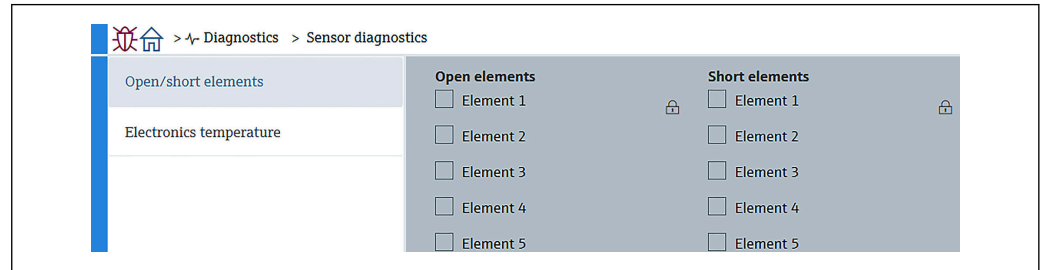 > Diagnostics > Sensor diagnostics
Open/short elements
Electronics temperature
Open elements
Element 1
Element 2
Element 3
Element 4
Element 5
Short elements
Element 1
Element 2
Element 3
Element 4
Element 5